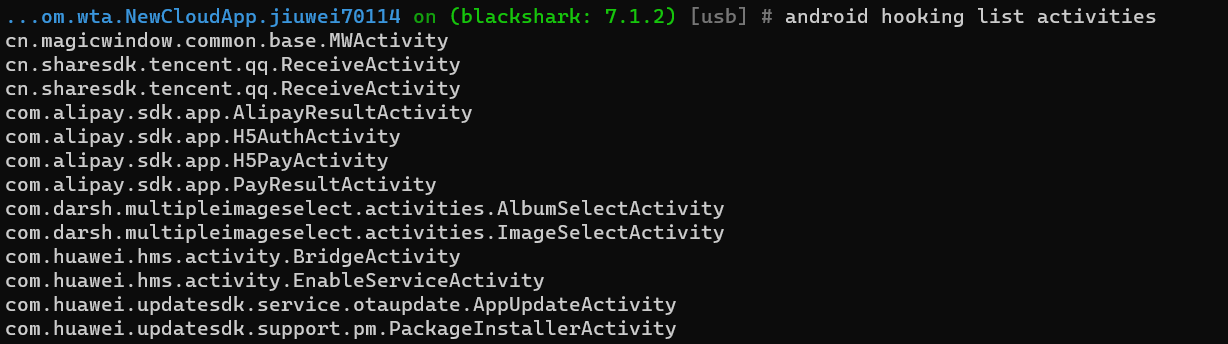 ...om.wta.NewCloudApp.jiuwei70114 on (blackshark: 7.1.2) [usb] # android hooking list activities
cn.magicwindow.common.base.MWActivity
cn.sharesdk.tencent.qq.ReceiveActivity
cn.sharesdk.tencent.qq.ReceiveActivity
com.alipay.sdk.app.AlipayResultActivity
com.alipay.sdk.app.H5AuthActivity
com.alipay.sdk.app.H5PayActivity
com.alipay.sdk.app.PayResultActivity
com.darsh.multipleimageselect.activities.AlbumSelectActivity
com.darsh.multipleimageselect.activities.ImageSelectActivity
com.huawei.hms.activity.BridgeActivity
com.huawei.hms.activity.EnableServiceActivity
com.huawei.updatesdk.service.otaupdate.AppUpdateActivity
com.huawei.updatesdk.support.pm.PackageInstallerActivity